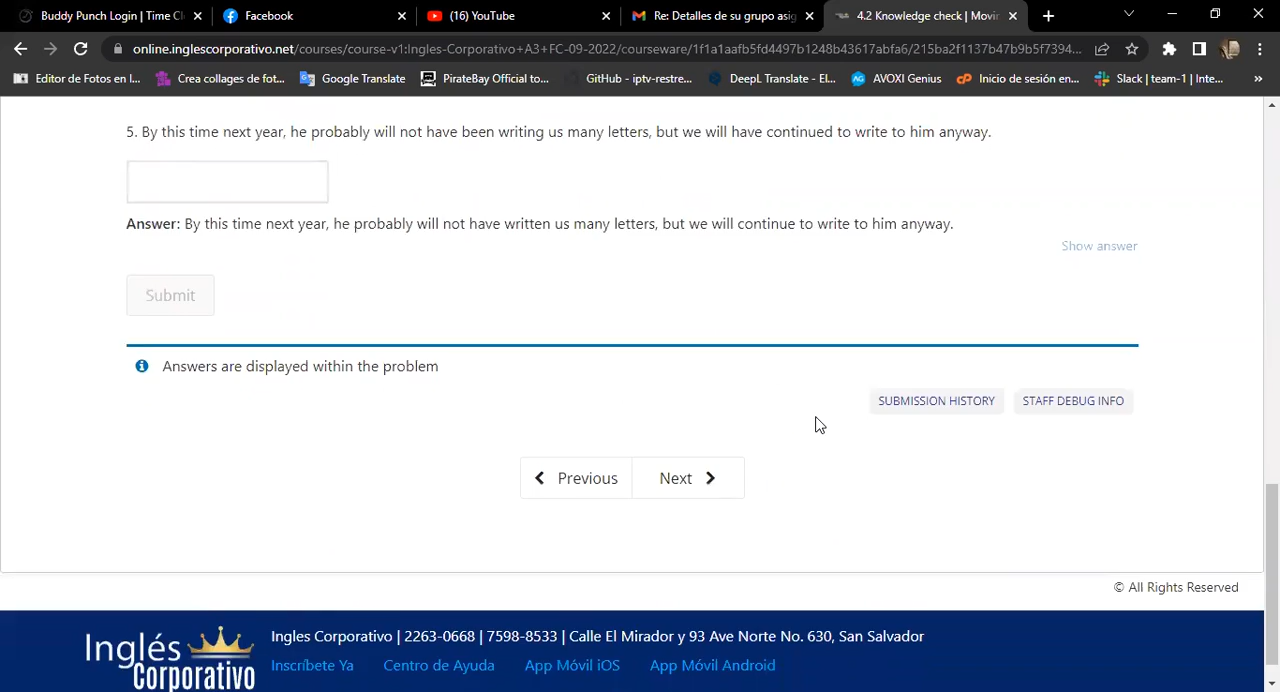 Buddy Punch Login | Time Cl
Facebook
(16) YouTube
Re: Detalles de su grupo asig
4.2 Knowledge check | Movin
online.inglescorporativo.net/courses/course-v1:Ingles-Corporativo+A3+FC-09-2022/courseware/1f1a1aafb5fd4497b1248b43617abfa6/215ba2f1137b47b9b5f7394...
Editor de Fotos en l...
Crea collages de fot...
Google Translate
PirateBay Official to...
GitHub - iptv-restre...
DeepL Translate - El...
AVOXI Genius
Inicio de sesión en...
Slack | team-1 | Inte...
»
5. By this time next year, he probably will not have been writing us many letters, but we will have continued to write to him anyway.
Answer: By this time next year, he probably will not have written us many letters, but we will continue to write to him anyway.
Show answer
Submit
Answers are displayed within the problem
SUBMISSION HISTORY
STAFF DEBUG INFO
Previous
Next
© All Rights Reserved
Inglés
Corporativo
Ingles Corporativo | 2263-0668 | 7598-8533 | Calle El Mirador y 93 Ave Norte No. 630, San Salvador
Inscríbete Ya
Centro de Ayuda
App Móvil iOS
App Móvil Android